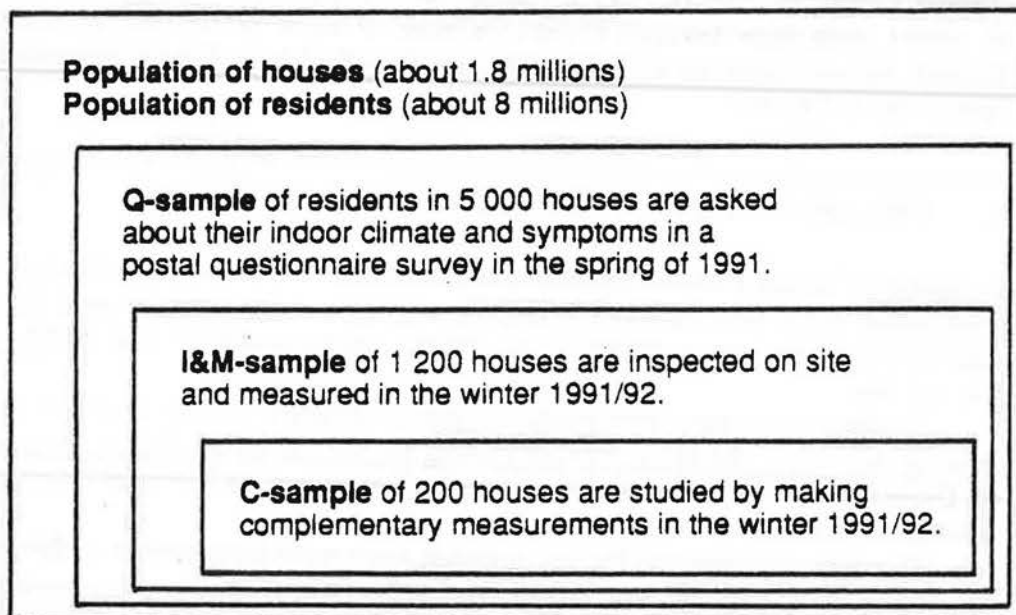 Population of houses (about 1.8 millions)
Population of residents (about 8 millions)
Q-sample of residents in 5 000 houses are asked
about their indoor climate and symptoms in a
postal questionnaire survey in the spring of 1991.
I&M-sample of 1 200 houses are inspected on site
and measured in the winter 1991/92.
C-sample of 200 houses are studied by making
complementary measurements in the winter 1991/92.